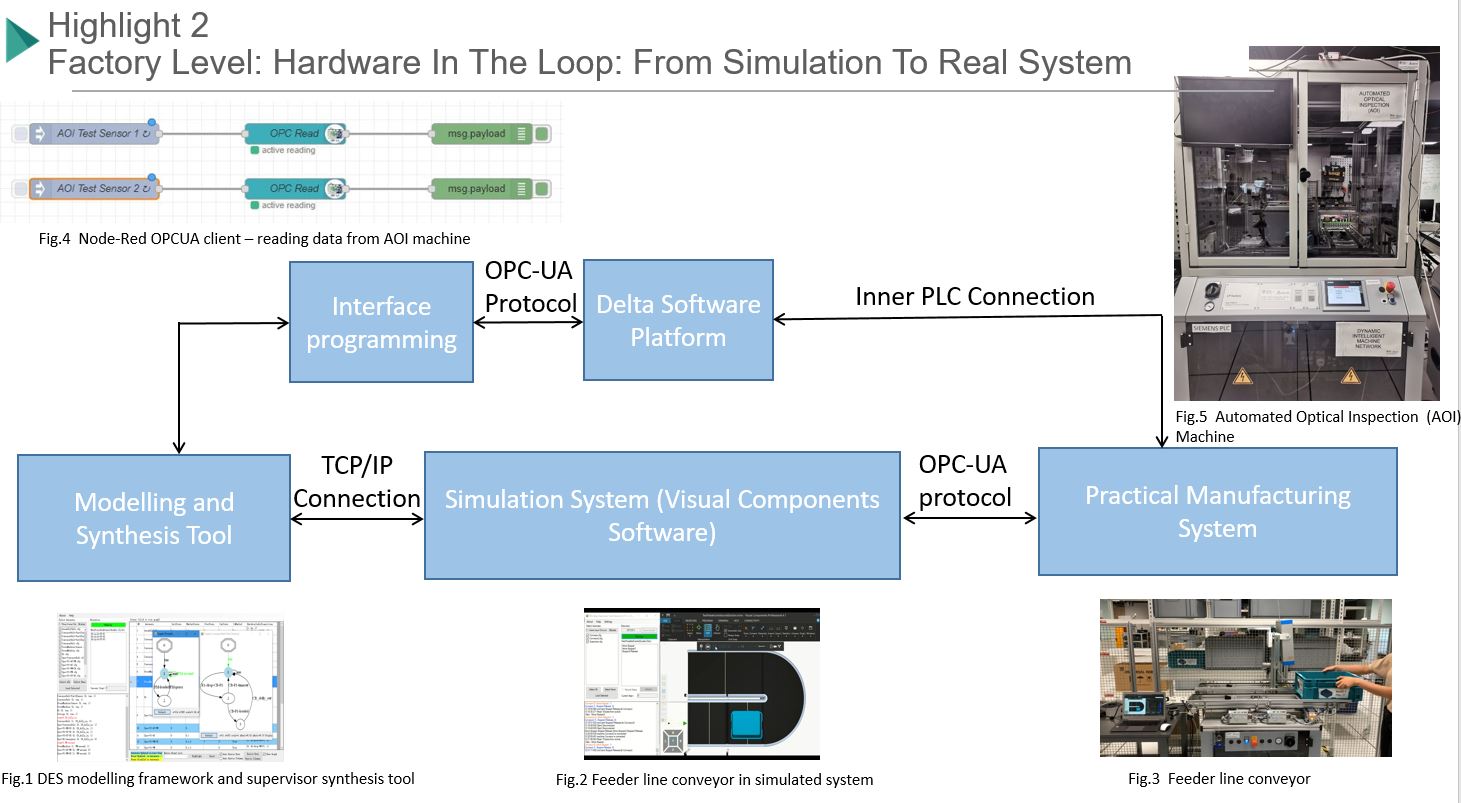 Highlight 2
Factory Level: Hardware In The Loop: From Simulation To Real System
AOI Test Sensor 1 ↻
OPC Read
msg.payload
active reading
AOI Test Sensor 2 ↻
OPC Read
msg.payload
active reading
Fig.4 Node-Red OPCUA client – reading data from AOI machine
AUTOMATED
OPTICAL
INSPECTION
(AOI)
SIEMENS PLC
DYNAMIC
INTELLIGENT
MACHINE
NETWORK
Fig.5 Automated Optical Inspection (AOI)
Machine
Interface
programming
OPC-UA
Protocol
Delta Software
Platform
Inner PLC Connection
Modelling and
Synthesis Tool
TCP/IP
Connection
Simulation System (Visual Components
Software)
OPC-UA
protocol
Practical Manufacturing
System
Fig.1 DES modelling framework and supervisor synthesis tool
Fig.2 Feeder line conveyor in simulated system
Fig.3 Feeder line conveyor